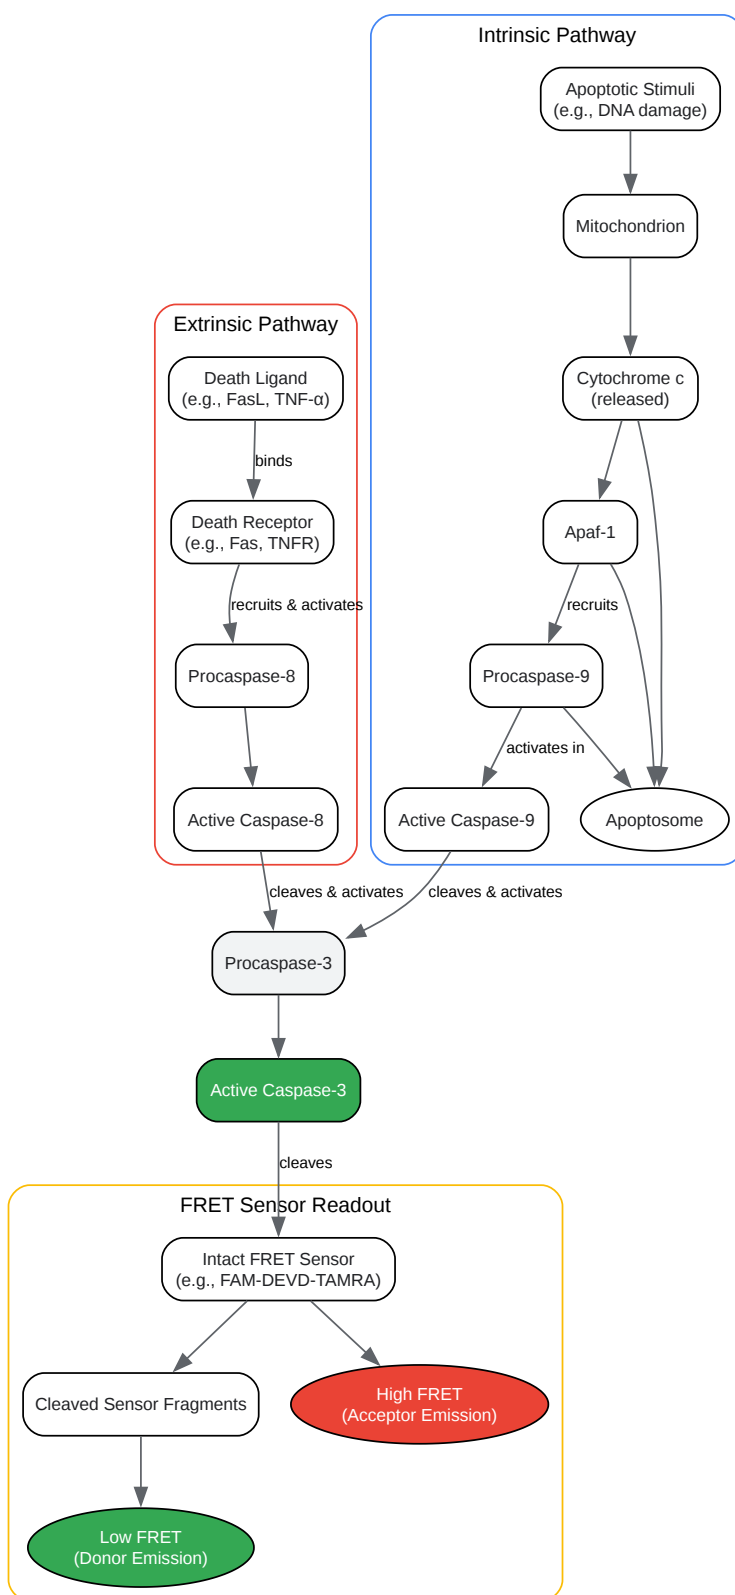 Intrinsic Pathway
Apoptotic Stimuli
(e.g., DNA damage)
Mitochondrion
Extrinsic Pathway
Death Ligand
(e.g., FasL, TNF-α)
Cytochrome c
(released)
binds
Death Receptor
(e.g., Fas, TNFR)
Apaf-1
recruits & activates
recruits
Procaspase-8
Procaspase-9
activates in
Active Caspase-8
Active Caspase-9
Apoptosome
cleaves & activates
cleaves & activates
Procaspase-3
Active Caspase-3
cleaves
FRET Sensor Readout
Intact FRET Sensor
(e.g., FAM-DEVD-TAMRA)
Cleaved Sensor Fragments
High FRET
(Acceptor Emission)
Low FRET
(Donor Emission)